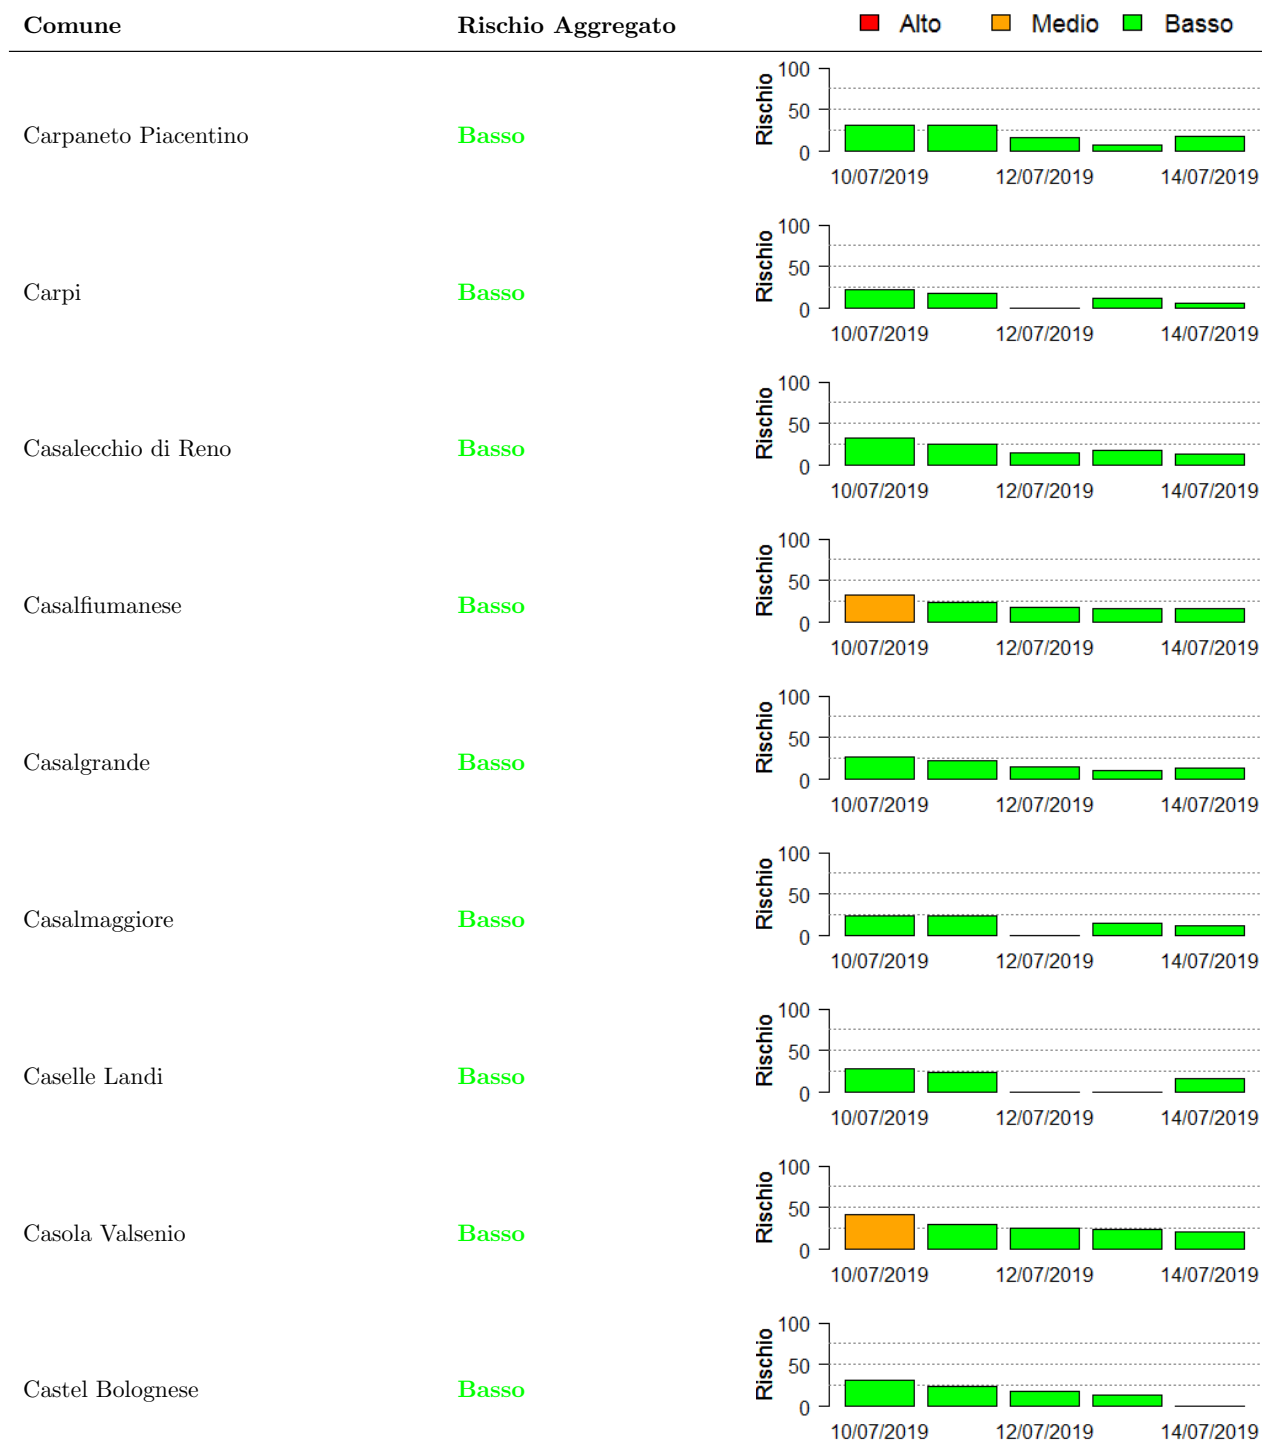 Comune Rischio Aggregato Alto Medio Basso
Carpaneto Piacentino Basso Rischio 100 50 0
10/07/2019 12/07/2019 14/07/2019
Carpi Basso Rischio 100 50 0
10/07/2019 12/07/2019 14/07/2019
Casalecchio di Reno Basso Rischio 100 50 0
10/07/2019 12/07/2019 14/07/2019
Casalfiumanese Basso Rischio 100 50 0
10/07/2019 12/07/2019 14/07/2019
Casalgrande Basso Rischio 100 50 0
10/07/2019 12/07/2019 14/07/2019
Casalmaggiore Basso Rischio 100 50 0
10/07/2019 12/07/2019 14/07/2019
Caselle Landi Basso Rischio 100 50 0
10/07/2019 12/07/2019 14/07/2019
Casola Valsenio Basso Rischio 100 50 0
10/07/2019 12/07/2019 14/07/2019
Castel Bolognese Basso Rischio 100 50 0
10/07/2019 12/07/2019 14/07/2019